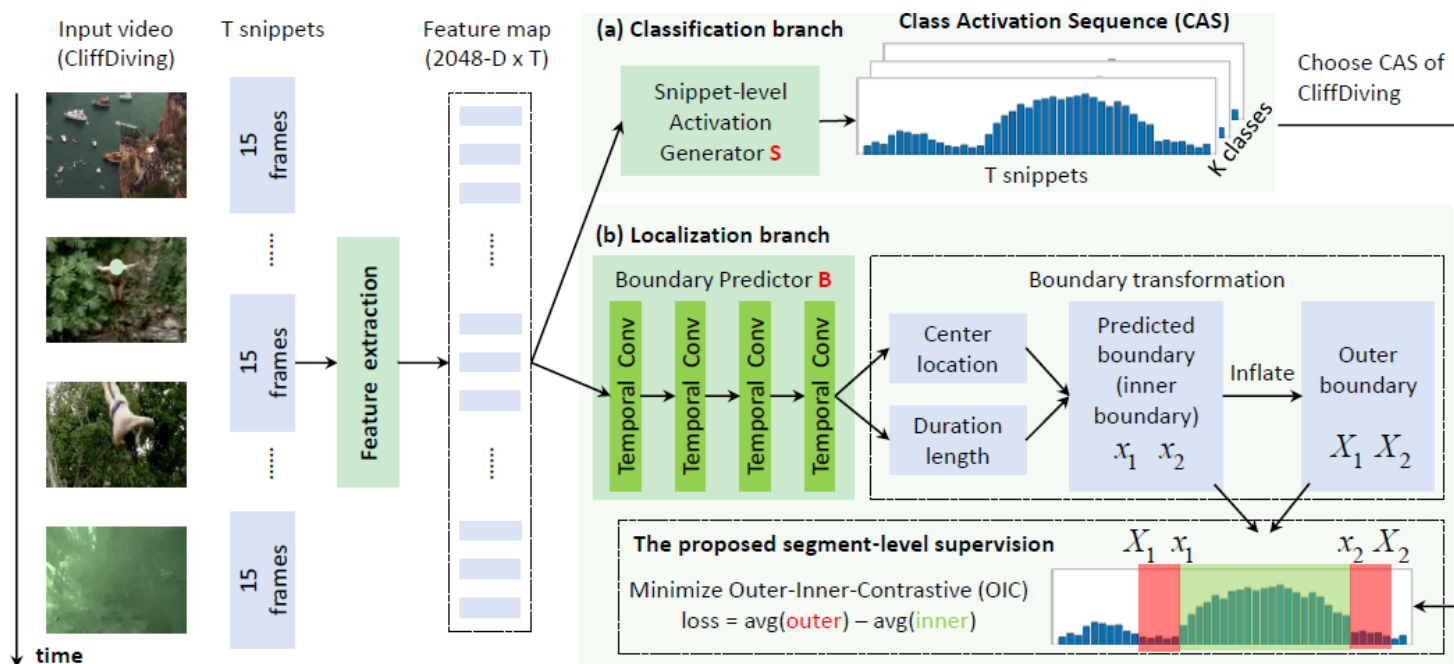 Input video
(CliffDiving)
T snippets
Feature map
(2048-D x T)
15
frames
......
15
frames
......
15
frames
time
Feature extraction
......
......
(a) Classification branch
Class Activation Sequence (CAS)
Snippet-level
Activation
Generator S
T snippets
K classes
Choose CAS of
CliffDiving
(b) Localization branch
Boundary Predictor B
Temporal Conv
Temporal Conv
Temporal Conv
Temporal Conv
Boundary transformation
Center
location
Duration
length
Predicted
boundary
(inner
boundary)
x₁ x₂
Inflate
Outer
boundary
X₁ X₂
The proposed segment-level supervision
Minimize Outer-Inner-Contrastive (OIC)
loss = avg(outer) – avg(inner)
X₁ x₁
x₂ X₂